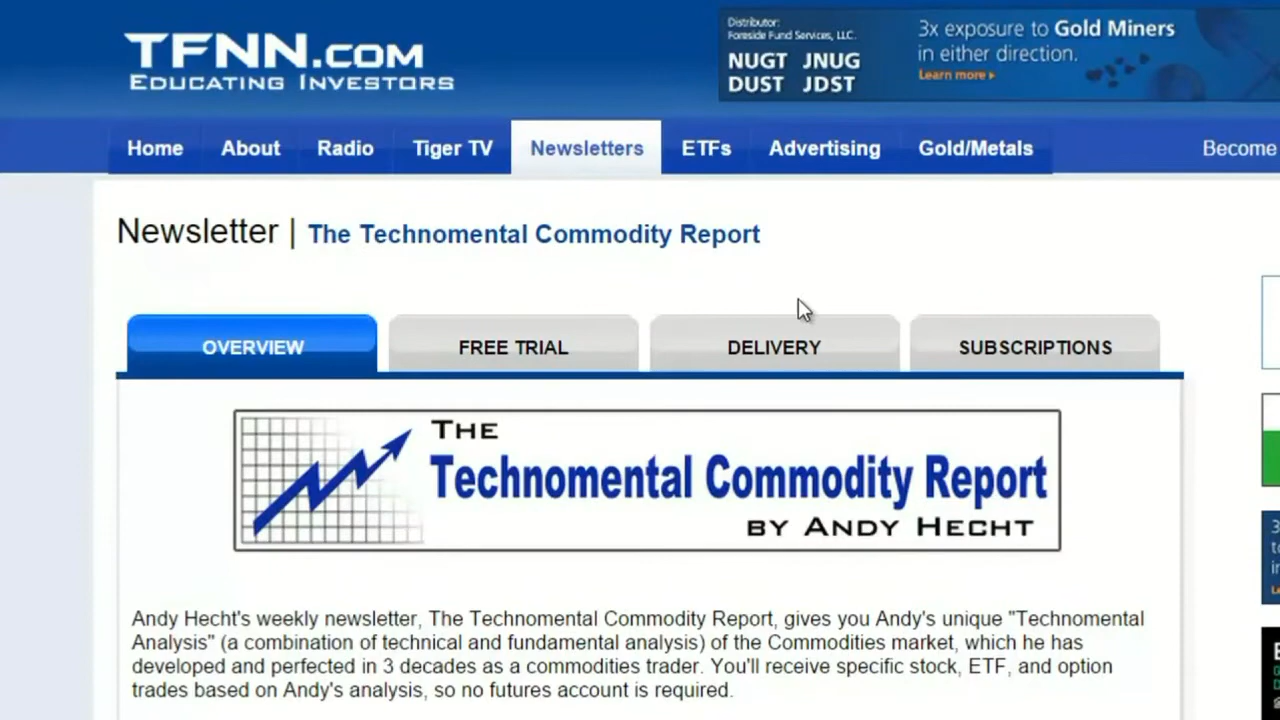 TFNN.com
Educating Investors
Distributor:
Foreside Fund Services, LLC.
NUGT JNUG
DUST JDST
3x exposure to Gold Miners
in either direction.
Learn more
Home About Radio Tiger TV Newsletters ETFs Advertising Gold/Metals Become
Newsletter | The Technomental Commodity Report
OVERVIEW FREE TRIAL DELIVERY SUBSCRIPTIONS
The
Technomental Commodity Report
by Andy Hecht
Andy Hecht's weekly newsletter, The Technomental Commodity Report, gives you Andy's unique "Technomental
Analysis" (a combination of technical and fundamental analysis) of the Commodities market, which he has
developed and perfected in 3 decades as a commodities trader. You'll receive specific stock, ETF, and option
trades based on Andy's analysis, so no futures account is required.